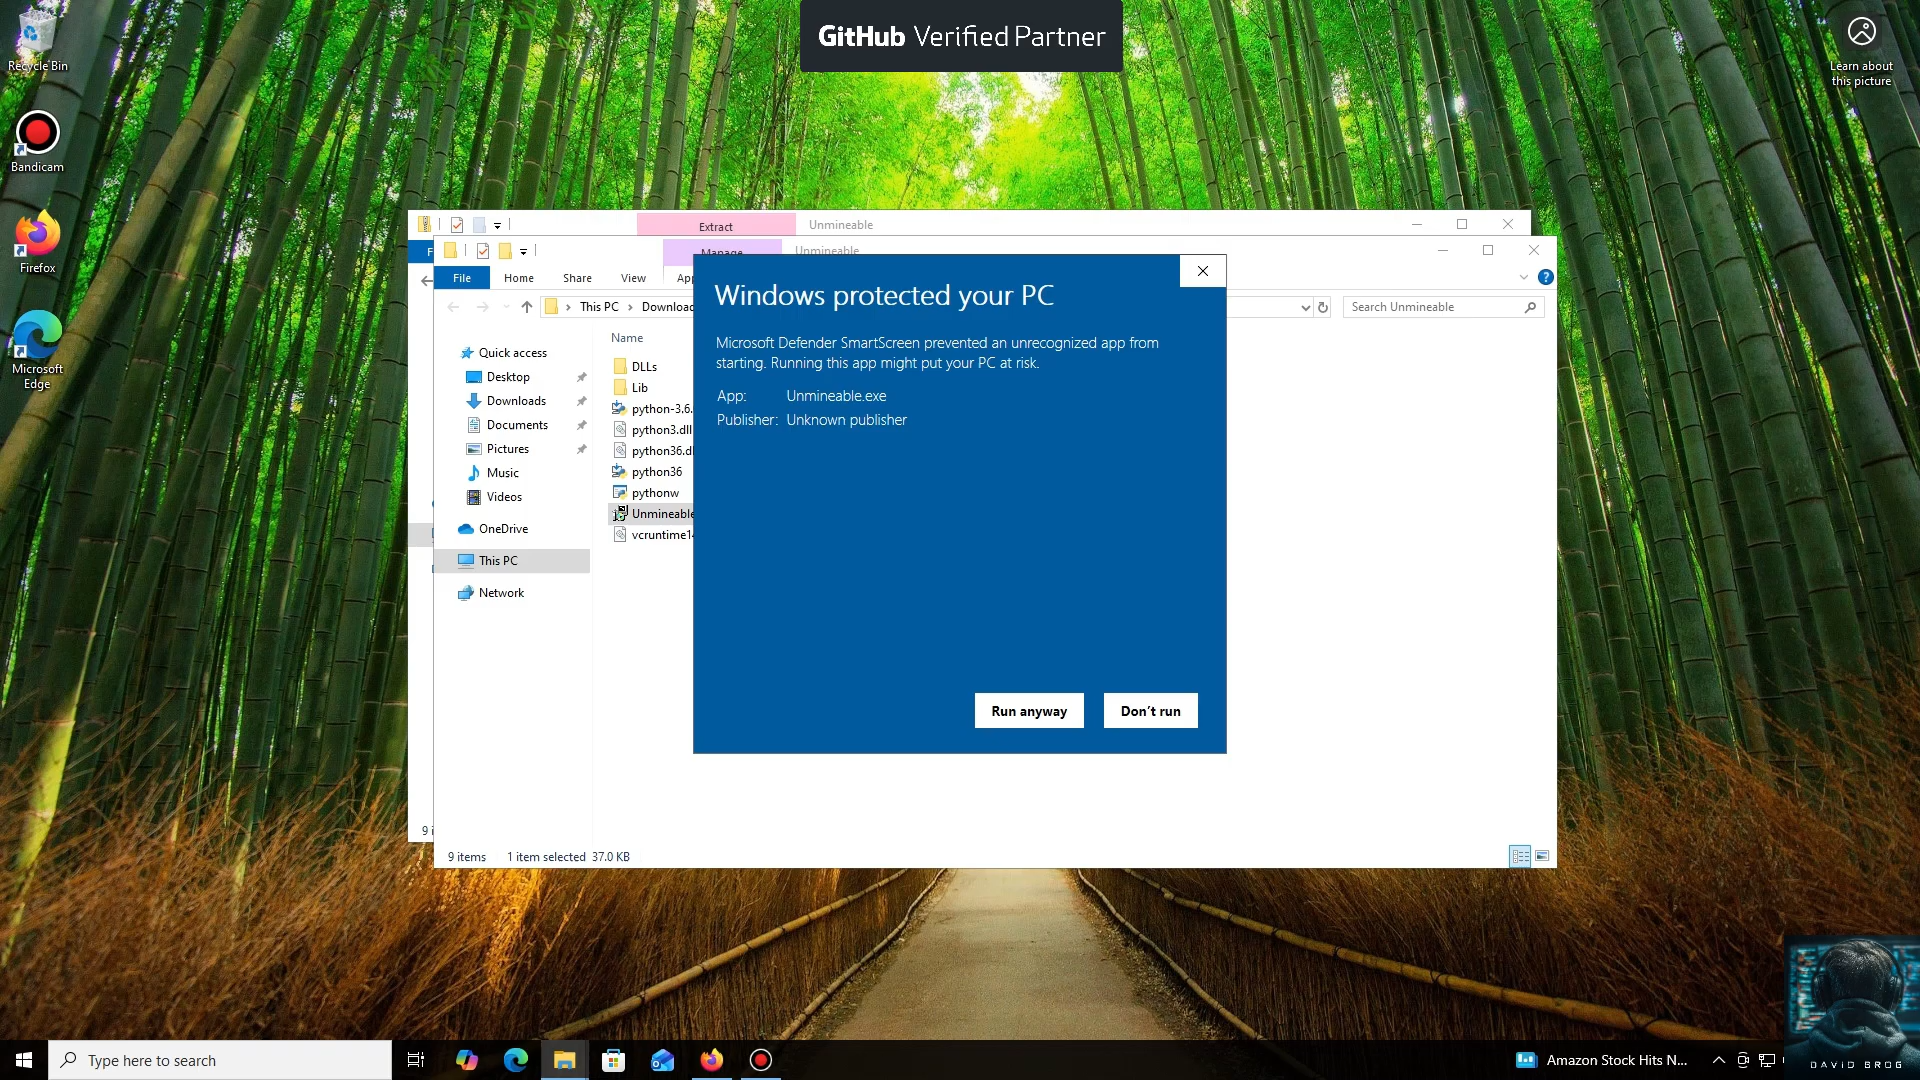 GitHub Verified Partner
Recycle Bin
Learn about
this picture
Bandicam
Firefox
Microsoft
Edge
Extract
Unmineable
Manage
Unmineable
File
Home
Share
View
This PC
Search Unmineable
Name
Quick access
Desktop
Downloads
Documents
Pictures
Music
Videos
OneDrive
This PC
Network
DLLs
Lib
python-3.6.
python3.dll
python36.d
python36
pythonw
Unmineable
vcruntime1
Windows protected your PC
Microsoft Defender SmartScreen prevented an unrecognized app from
starting. Running this app might put your PC at risk.
App: Unmineable.exe
Publisher: Unknown publisher
Run anyway
Don't run
9 items
1 item selected 37.0 KB
Type here to search
Amazon Stock Hits N...
DAVID BROG